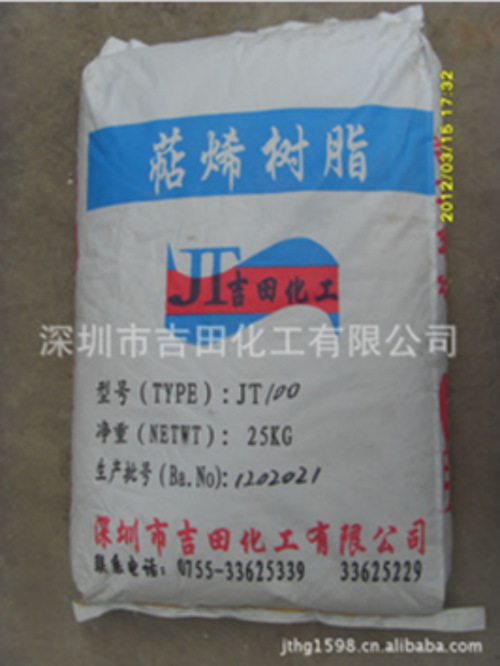 萜烯树脂
2012/03/15 17:32
JT吉田化工
深圳市吉田化工有限公司
型号(TYPE):JT100
净重(NETWT): 25KG
生产批号(Ba.No):1202021
深圳市吉田化工有限公司
联系电话: 0755-33625339 33625229
jthg1598.cn.alibaba.com